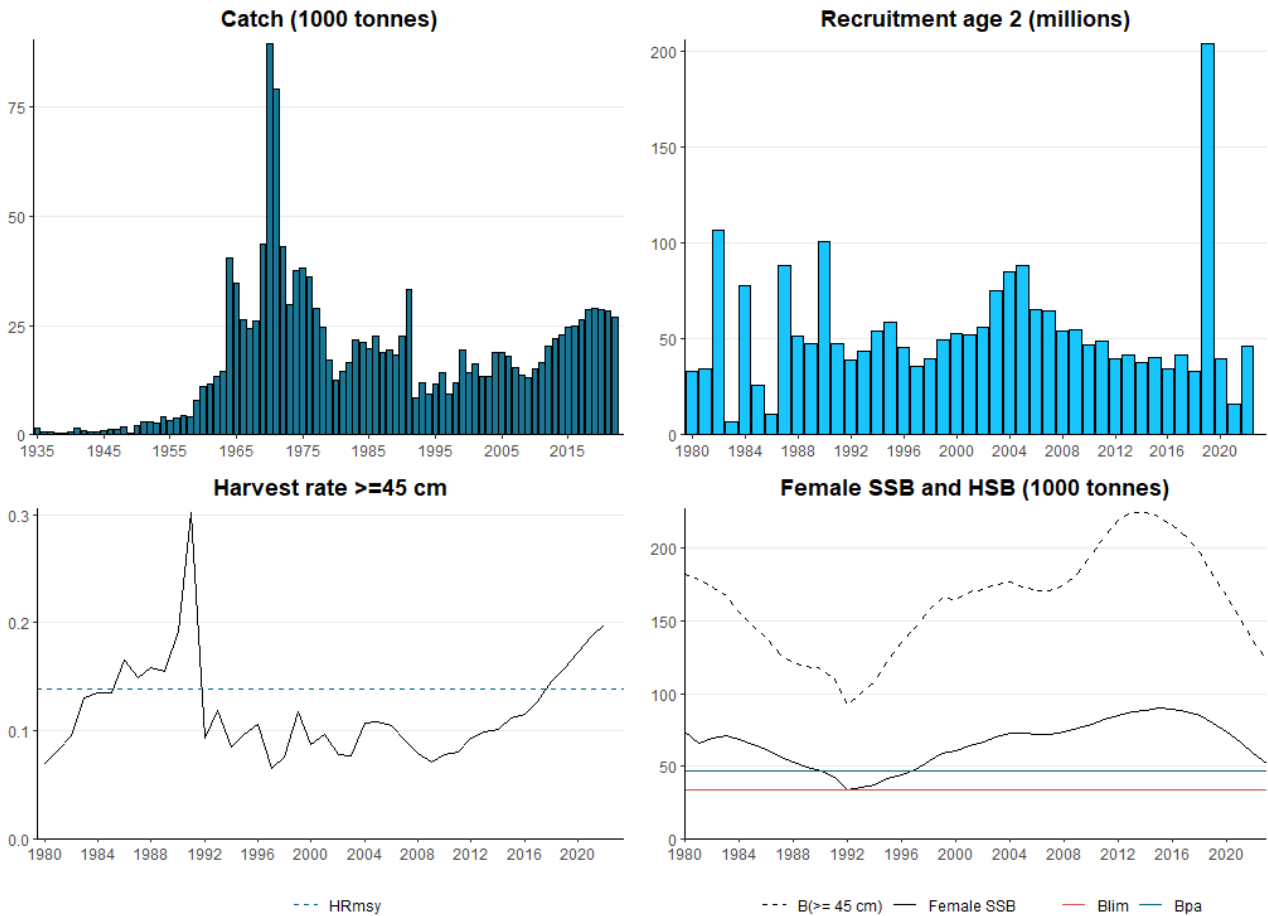 Catch (1000 tonnes)
75
50
25
0
1935 1945 1955 1965 1975 1985 1995 2005 2015
Recruitment age 2 (millions)
200
150
100
50
0
1980 1984 1988 1992 1996 2000 2004 2008 2012 2016 2020
Harvest rate >=45 cm
0.3
0.2
0.1
0.0
1980 1984 1988 1992 1996 2000 2004 2008 2012 2016 2020
HRmsy
Female SSB and HSB (1000 tonnes)
200
150
100
50
0
1980 1984 1988 1992 1996 2000 2004 2008 2012 2016 2020
B(>= 45 cm) Female SSB Blim Bpa